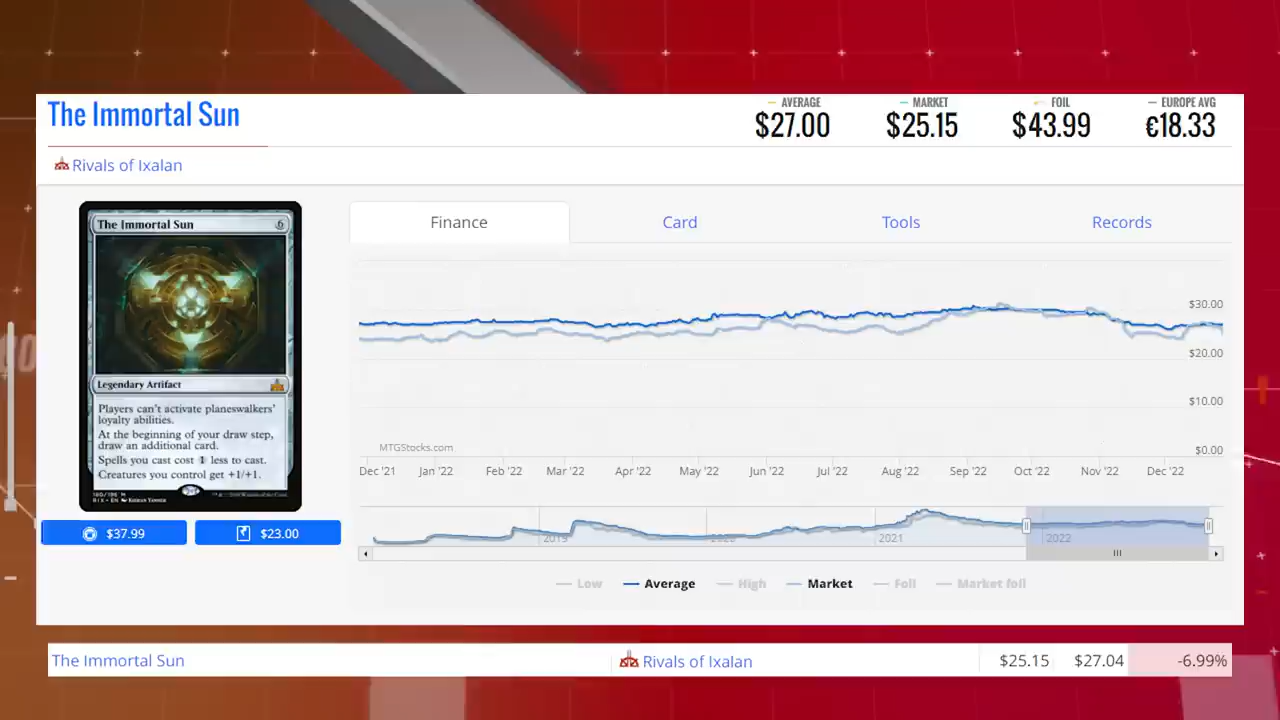 The Immortal Sun
AVERAGE
$27.00
MARKET
$25.15
FOIL
$43.99
EUROPE AVG
€18.33
Rivals of Ixalan
The Immortal Sun 6
Legendary Artifact
Players can't activate planeswalkers'
loyalty abilities.
At the beginning of your draw step,
draw an additional card.
Spells you cast cost 1 less to cast.
Creatures you control get +1/+1.
$37.99
$23.00
Finance
Card
Tools
Records
$30.00
$20.00
$10.00
$0.00
MTGStocks.com
Dec '21 Jan '22 Feb '22 Mar '22 Apr '22 May '22 Jun '22 Jul '22 Aug '22 Sep '22 Oct '22 Nov '22 Dec '22
2019 2020 2021 2022
Low Average High Market Foil Market foil
The Immortal Sun Rivals of Ixalan $25.15 $27.04 -6.99%